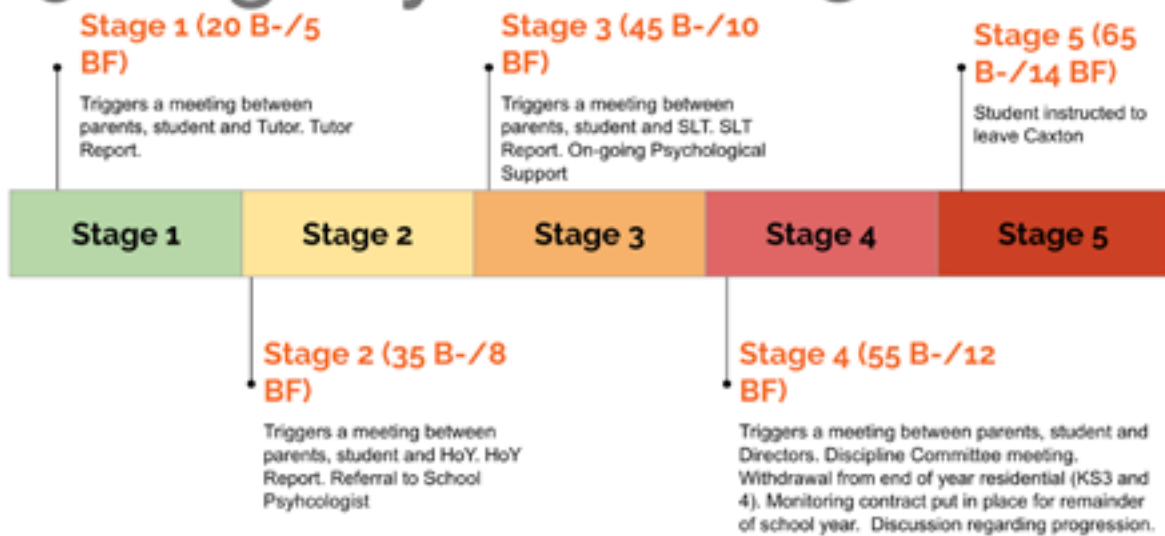 Stage 1 (20 B-/5
BF)
Triggers a meeting between
parents, student and Tutor. Tutor
Report.
Stage 3 (45 B-/10
BF)
Triggers a meeting between
parents, student and SLT. SLT
Report. On-going Psychological
Support
Stage 5 (65
B-/14 BF)
Student instructed to
leave Caxton
Stage 1
Stage 2
Stage 3
Stage 4
Stage 5
Stage 2 (35 B-/8
BF)
Triggers a meeting between
parents, student and HoY. HoY
Report. Referral to School
Psyhcologist
Stage 4 (55 B-/12
BF)
Triggers a meeting between parents, student and
Directors. Discipline Committee meeting.
Withdrawal from end of year residential (KS3 and
4). Monitoring contract put in place for remainder
of school year.  Discussion regarding progression.